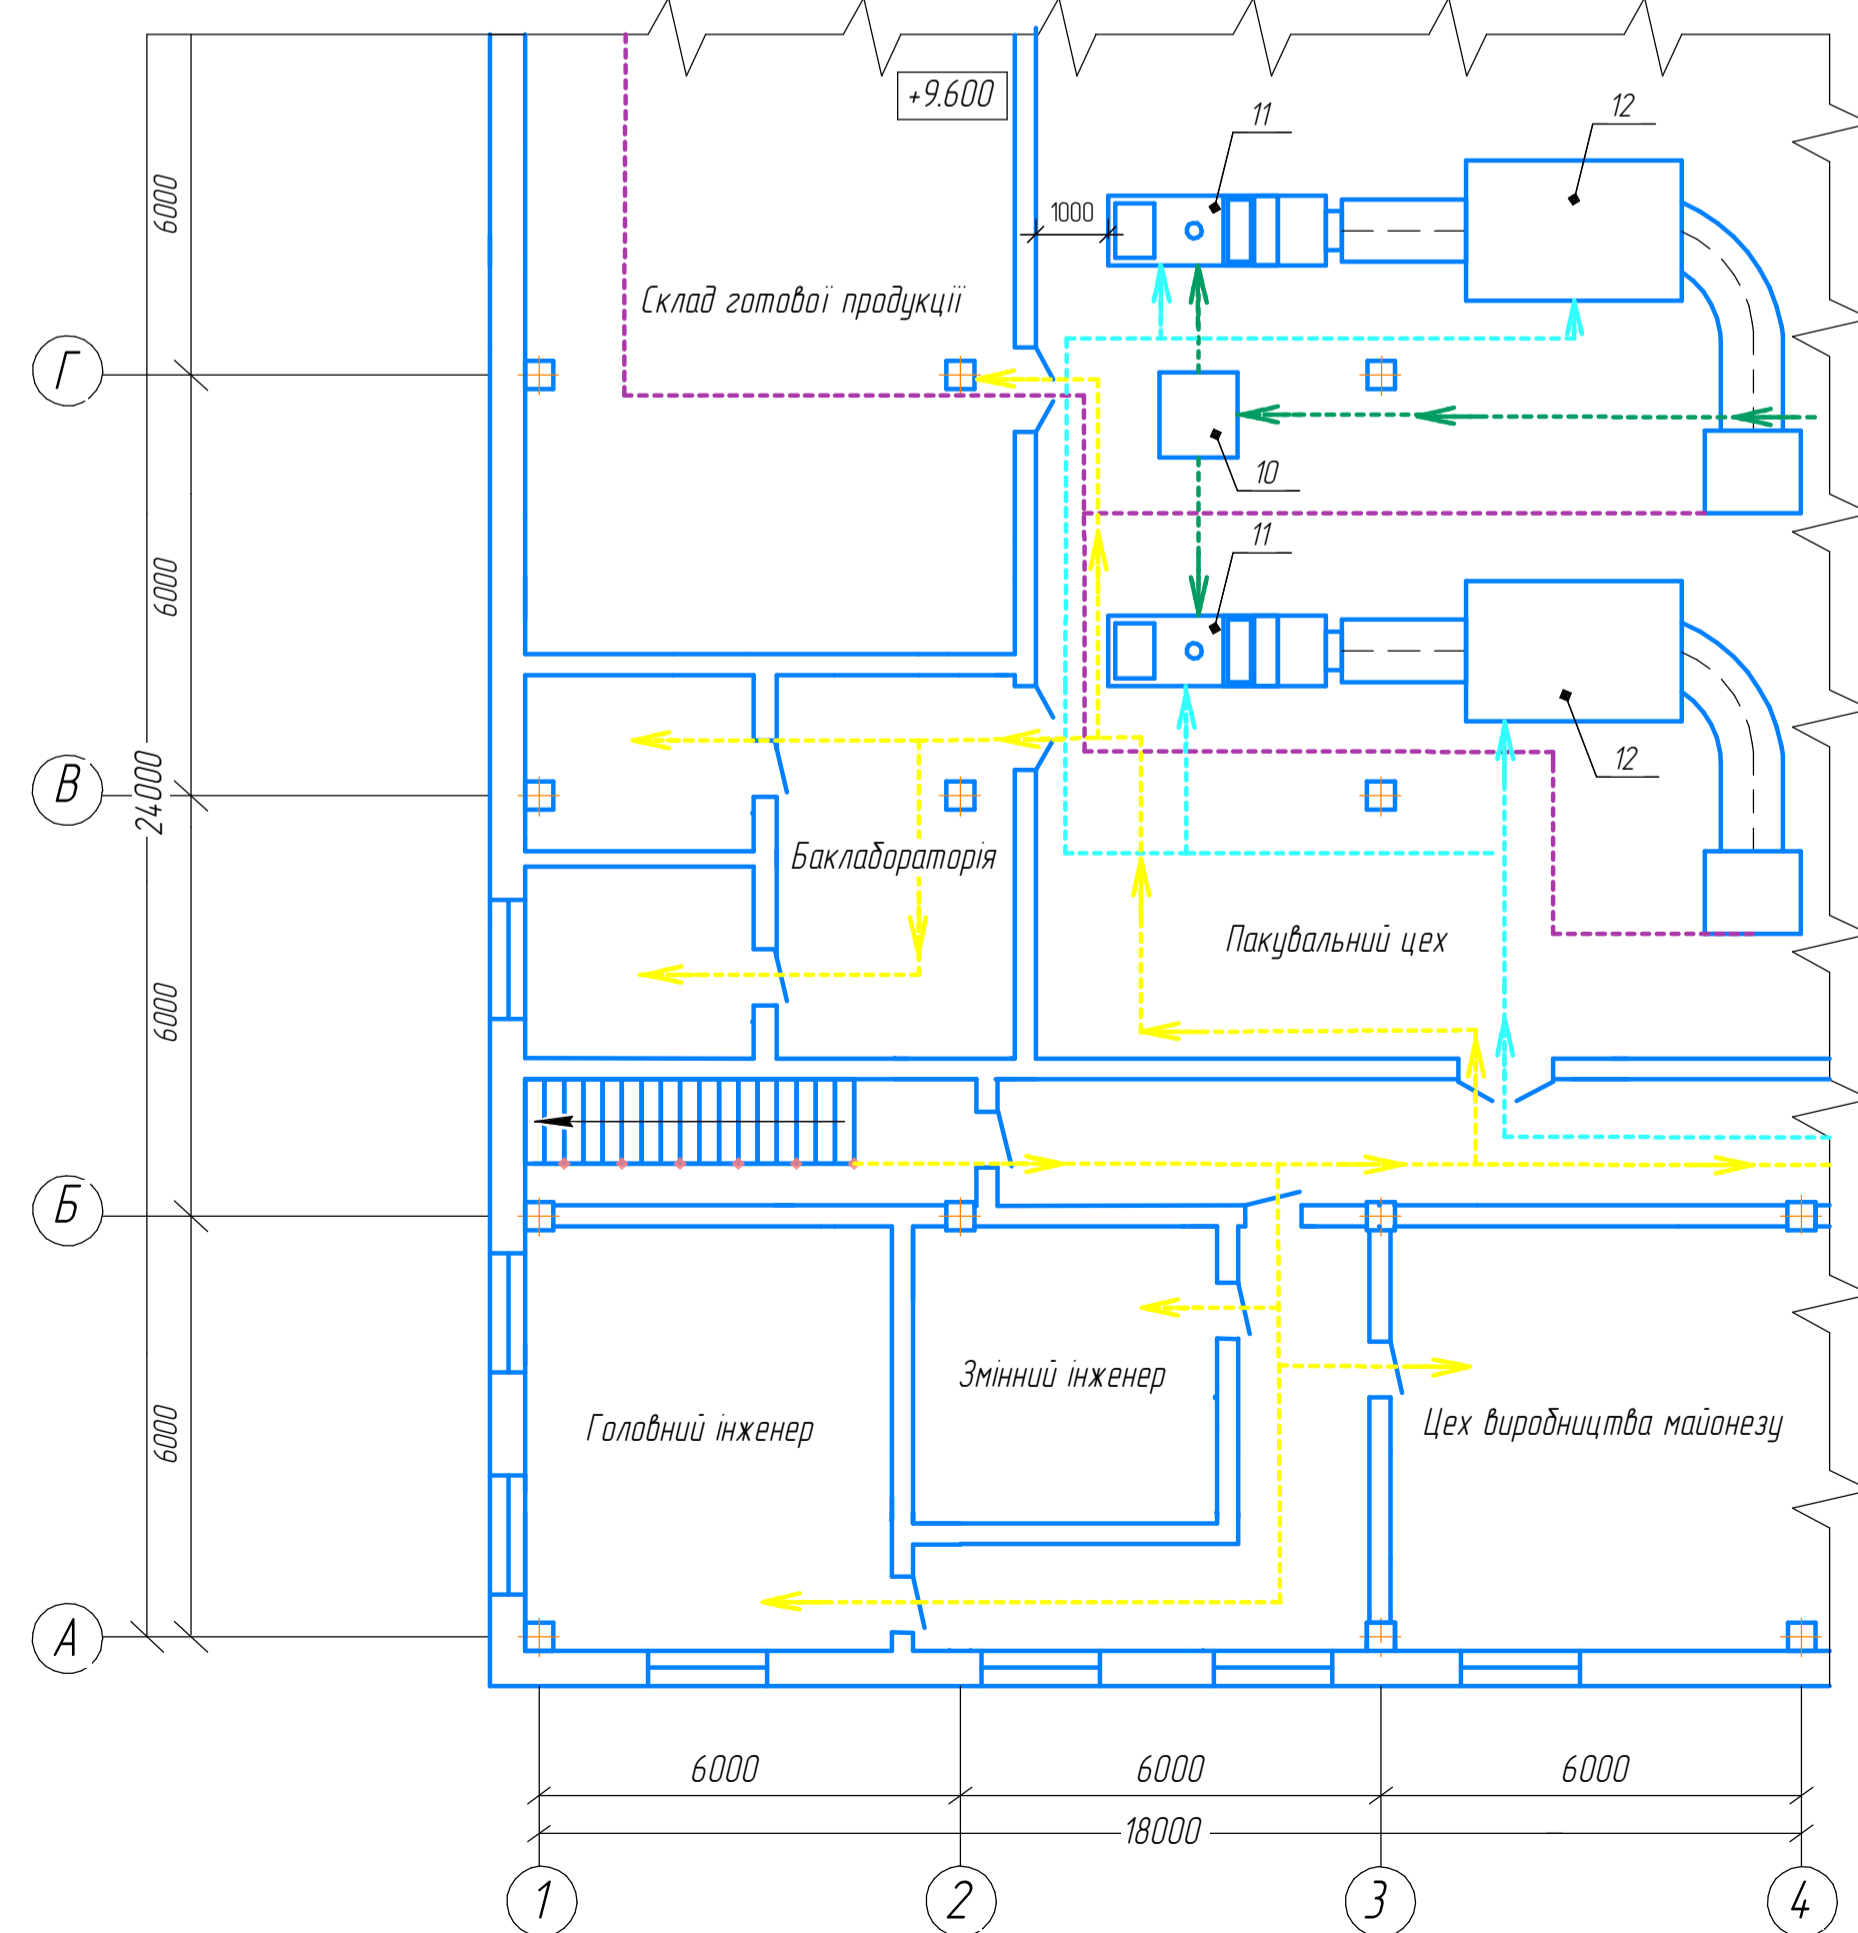 +9.600
11
12
1000
6000
Склад готової продукції
Г
10
11
6000
12
В
24000
Баклабораторія
Пакувальний цех
6000
Б
Змінний інженер
Головний інженер
Цех виробництва майонезу
6000
А
6000
6000
6000
18000
1
2
3
4